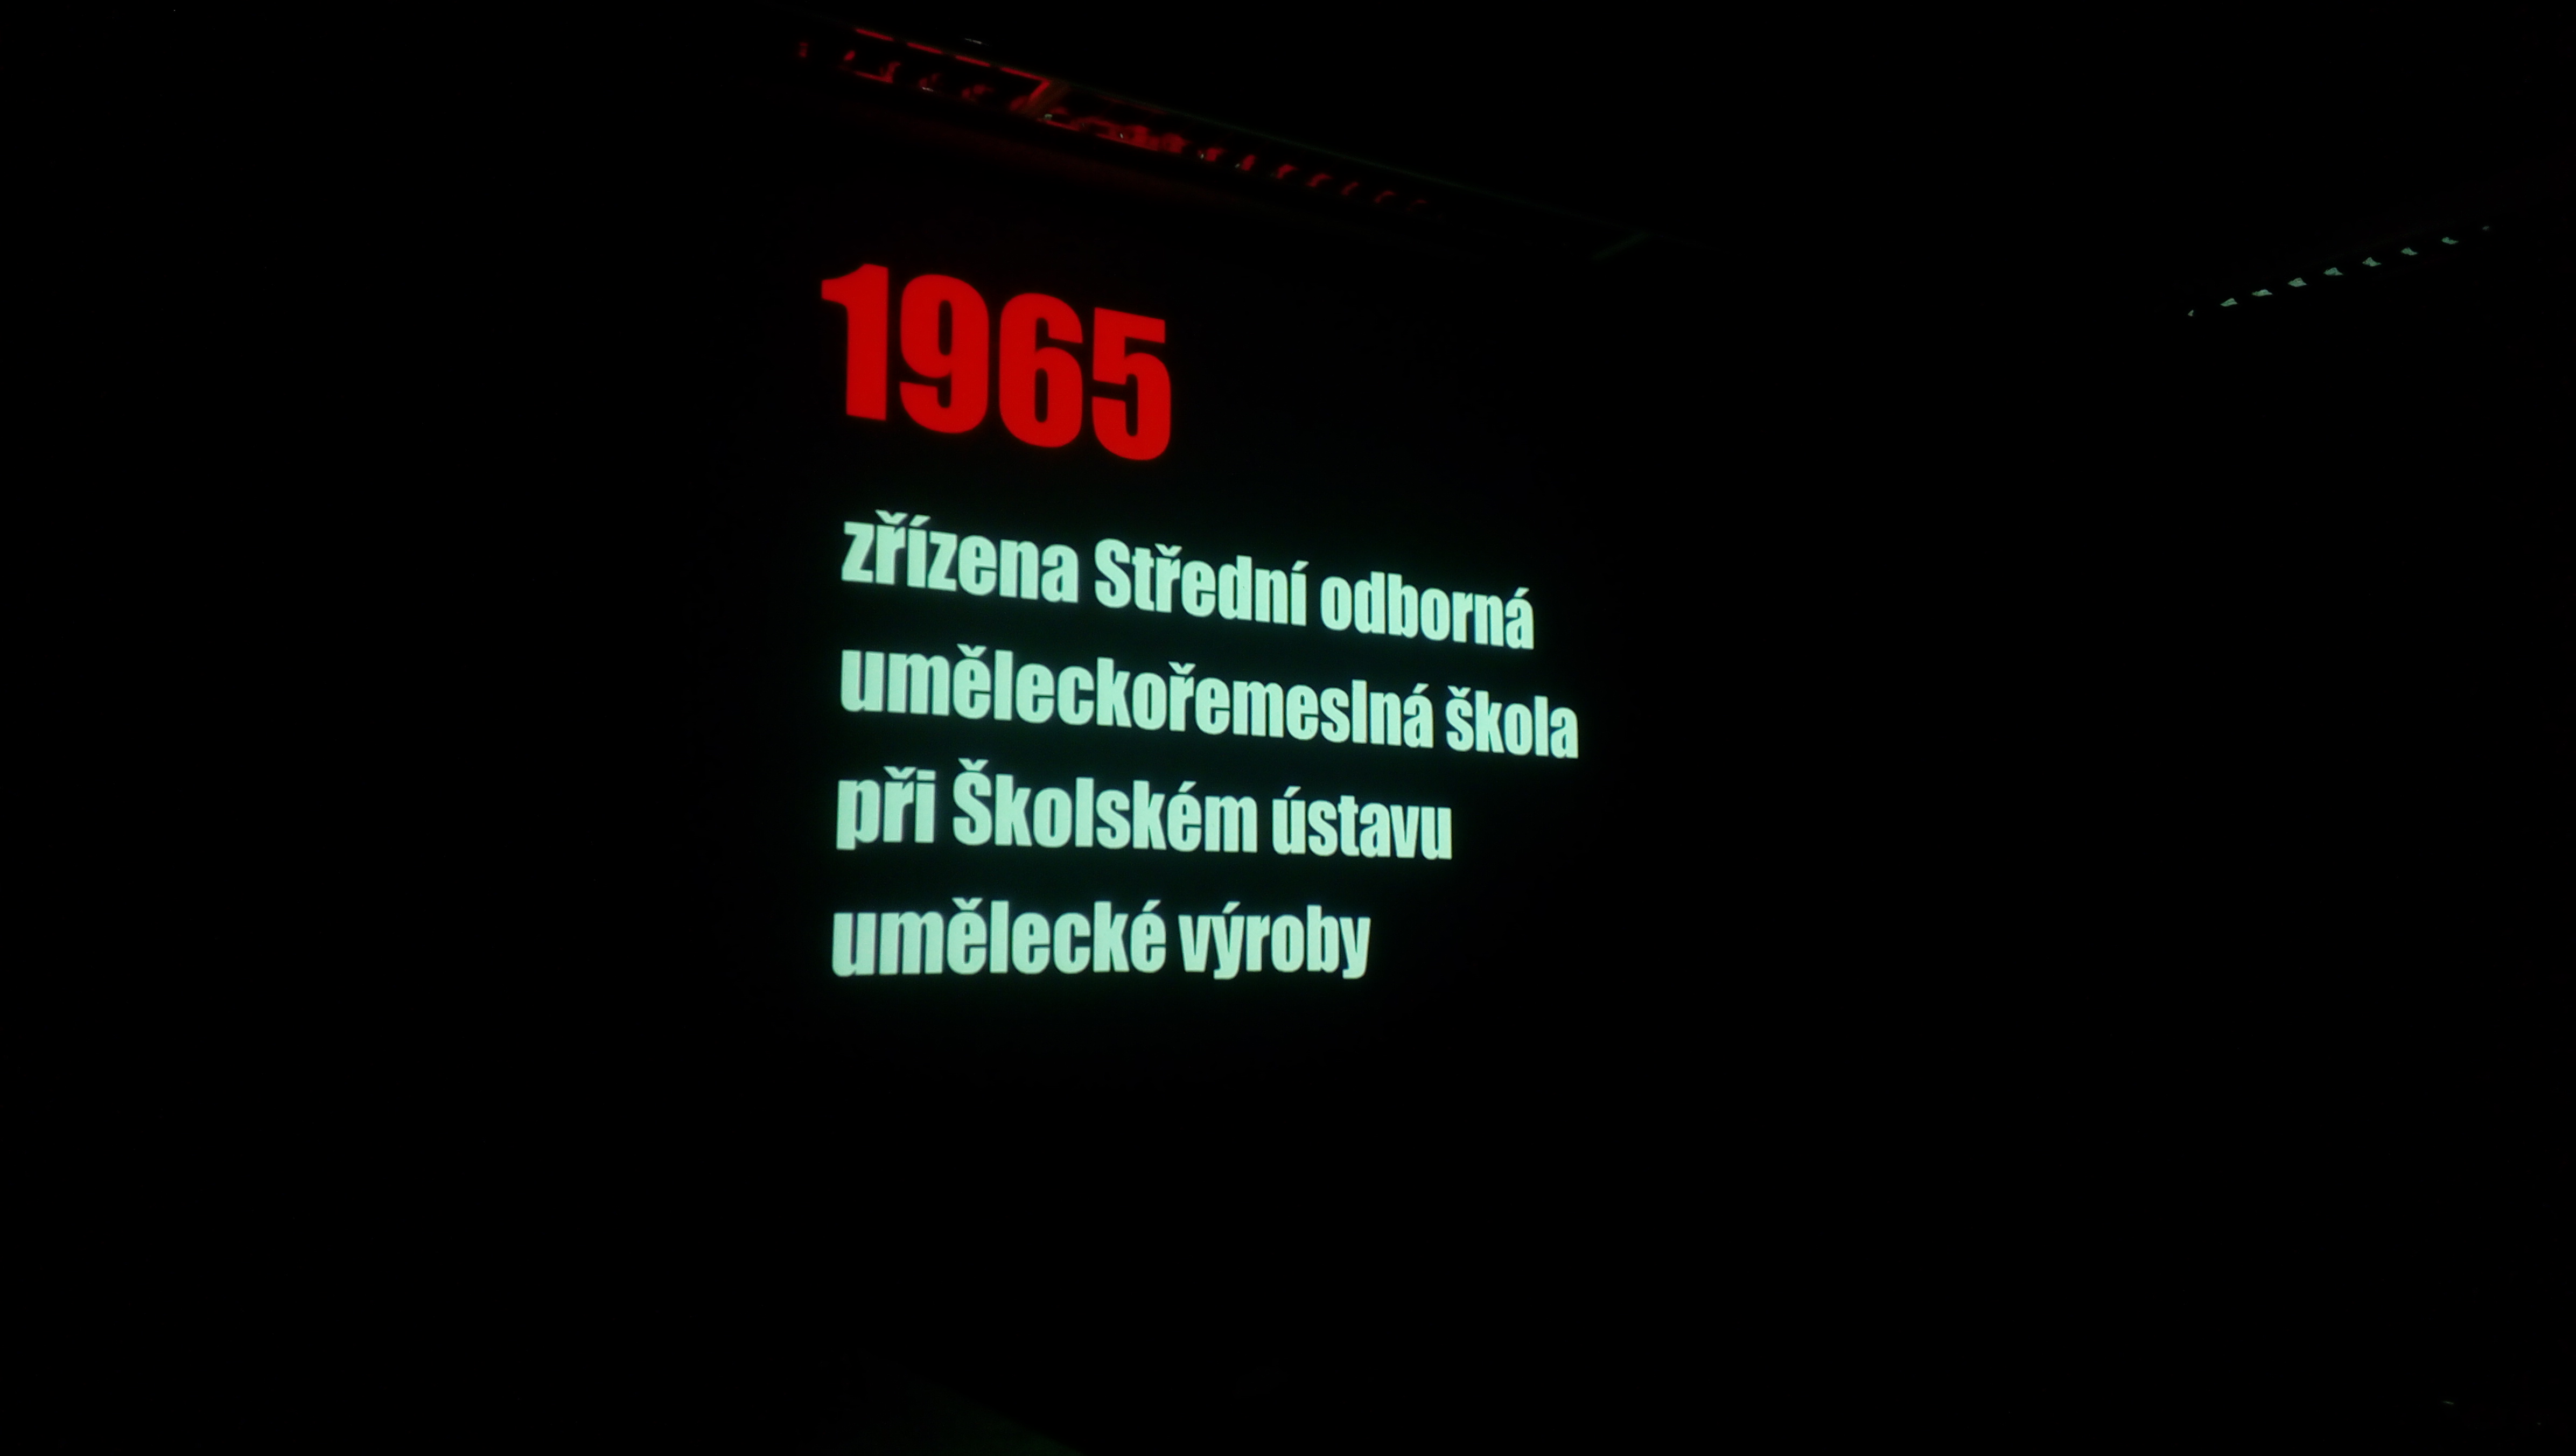 1965
zřízena Střední odborná
uměleckořemeslná škola
při Školském ústavu
umělecké výroby